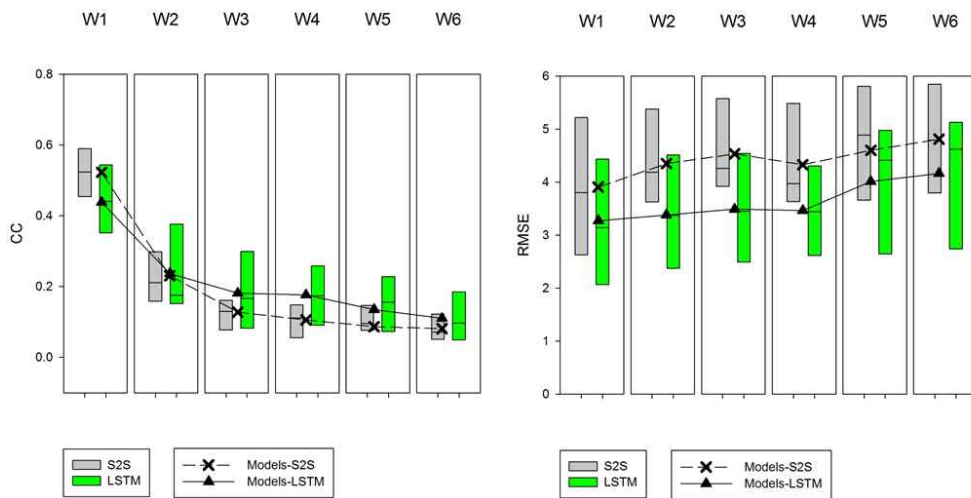 W1 W2 W3 W4 W5 W6
0.8
0.6
0.4
0.2
0.0
CC
S2S
LSTM
Models-S2S
Models-LSTM
W1 W2 W3 W4 W5 W6
6
5
4
3
2
1
0
RMSE
S2S
LSTM
Models-S2S
Models-LSTM